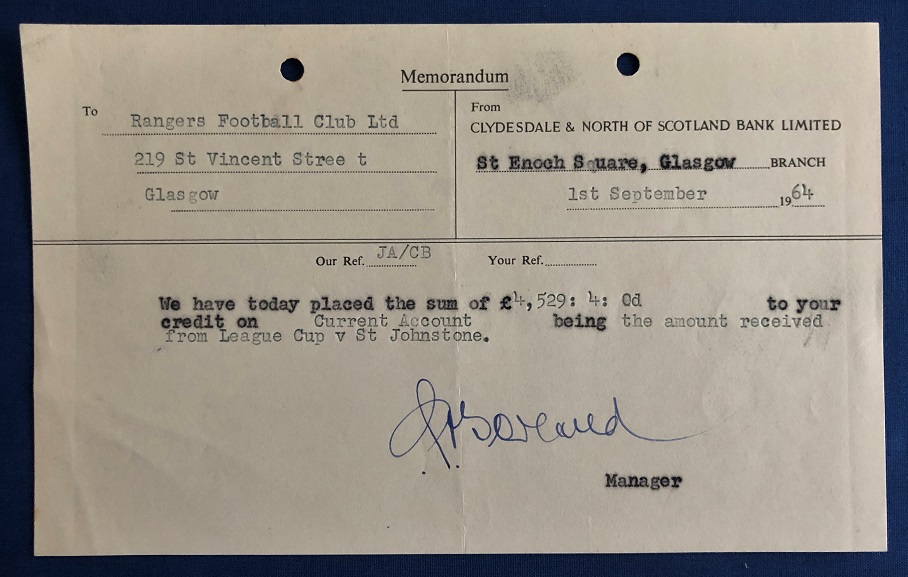 Memorandum
To
Rangers Football Club Ltd
219 St Vincent Stree t
Glasgow
From
CLYDESDALE & NORTH OF SCOTLAND BANK LIMITED
St Enoch Square, Glasgow BRANCH
1st September 1964
Our Ref. JA/CB Your Ref.
We have today placed the sum of £4,529: 4: 0d to your
credit on Current Account being the amount received
from League Cup v St Johnstone.
Manager